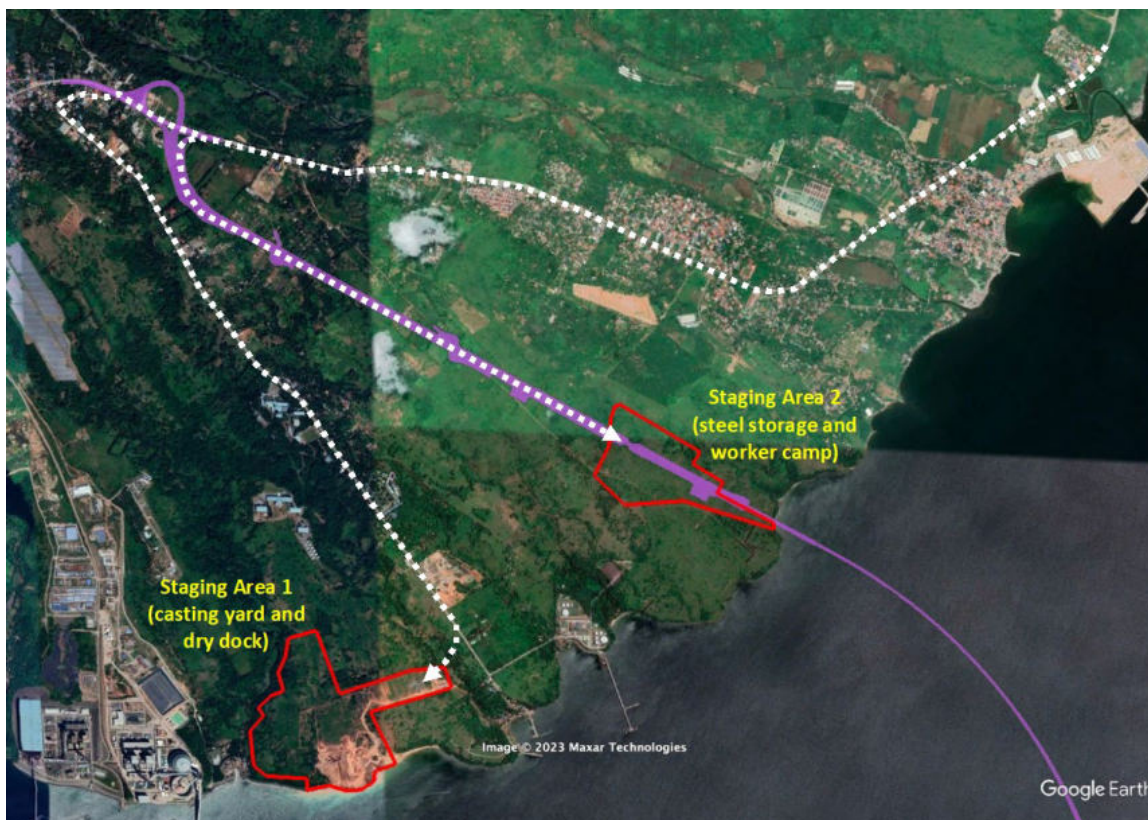 Staging Area 2
(steel storage and
worker camp)
Staging Area 1
(casting yard and
dry dock)
Image © 2023 Maxar Technologies
Google Earth